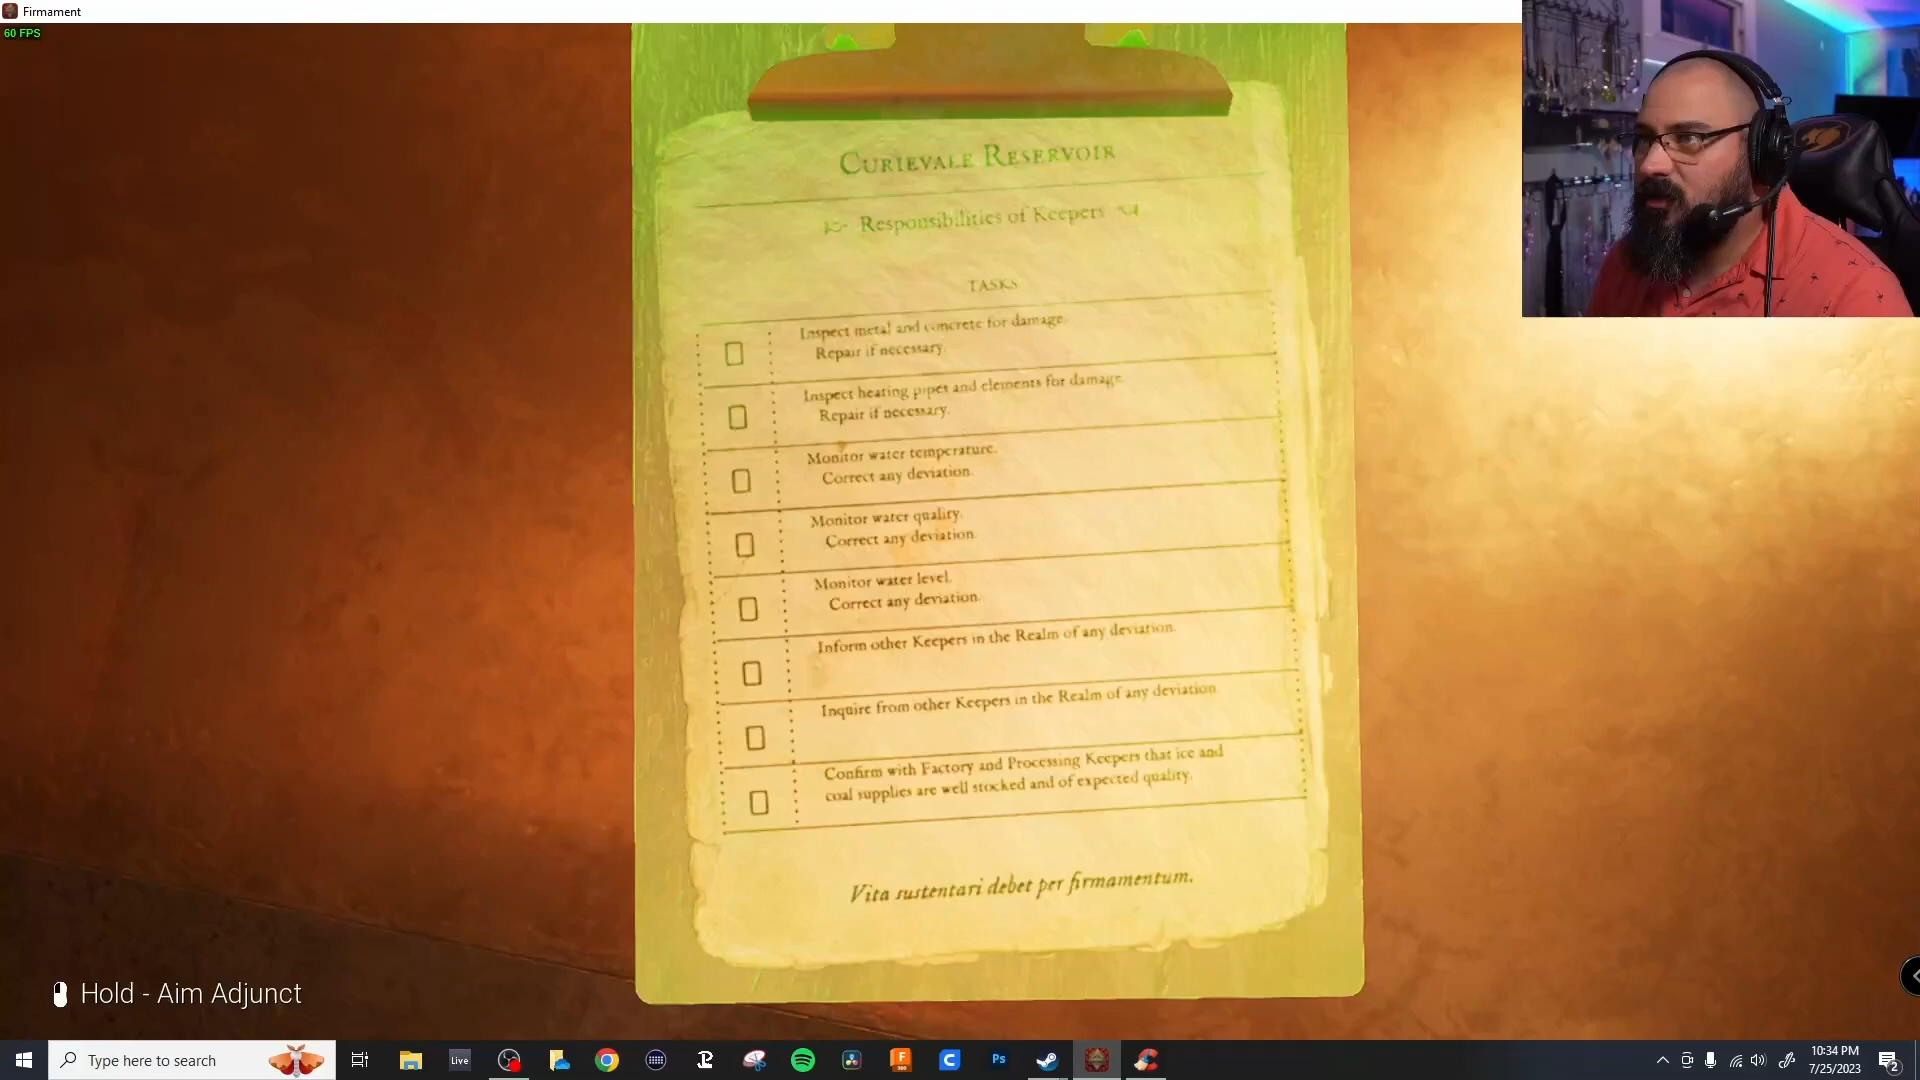 Firmament
60 FPS
CURIEVALE RESERVOIR
Responsibilities of Keepers
TASKS
Inspect metal and concrete for damage.
Repair if necessary.
Inspect heating pipes and elements for damage.
Repair if necessary.
Monitor water temperature.
Correct any deviation.
Monitor water quality.
Correct any deviation.
Monitor water level.
Correct any deviation.
Inform other Keepers in the Realm of any deviation.
Inquire from other Keepers in the Realm of any deviation.
Confirm with Factory and Processing Keepers that ice and
coal supplies are well stocked and of expected quality.
Vita sustentari debet per firmamentum.
Hold - Aim Adjunct
Type here to search
Live
Ps
10:34 PM
7/25/2023
2